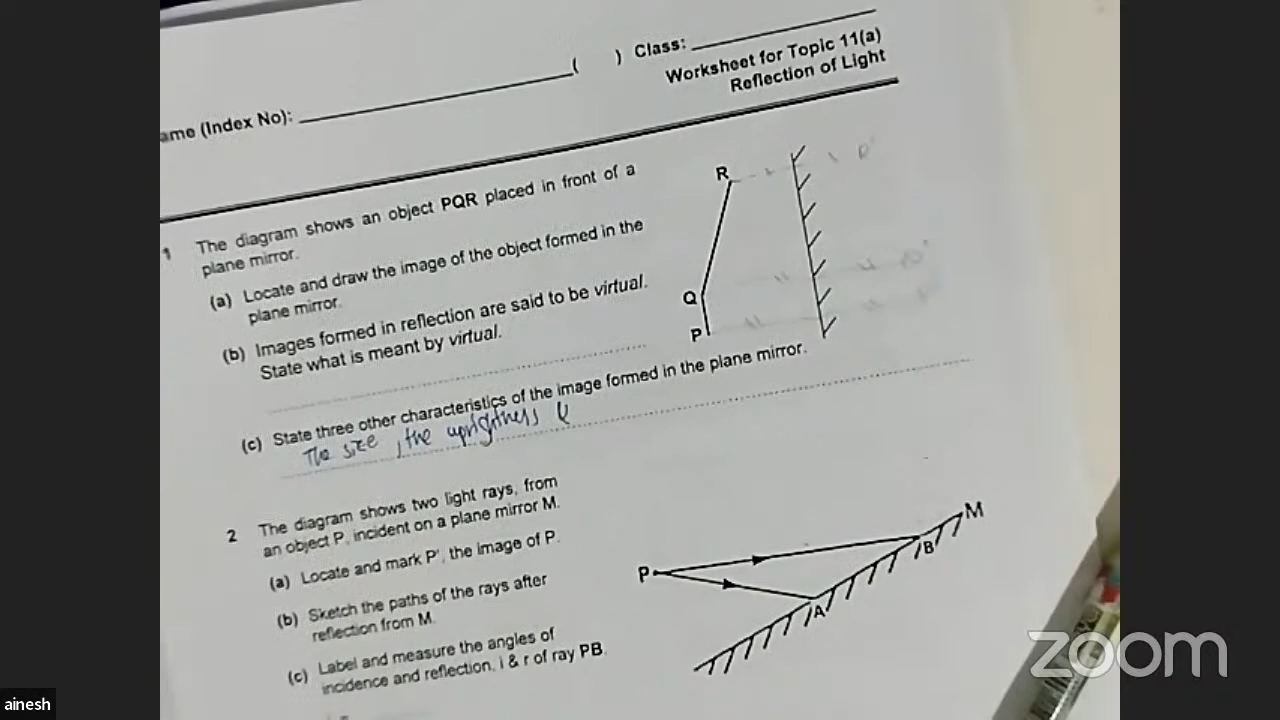 ( ) Class:
Worksheet for Topic 11(a)
Reflection of Light
ame (Index No):
1 The diagram shows an object PQR placed in front of a
plane mirror.
(a) Locate and draw the image of the object formed in the
plane mirror.
(b) Images formed in reflection are said to be virtual.
State what is meant by virtual.
R
Q
P
(c) State three other characteristics of the image formed in the plane mirror.
The size, the uprightness &
2 The diagram shows two light rays, from
an object P, incident on a plane mirror M.
(a) Locate and mark P', the image of P.
(b) Sketch the paths of the rays after
reflection from M.
(c) Label and measure the angles of
incidence and reflection, i & r of ray PB.
P
M
B
A
zoom
ainesh